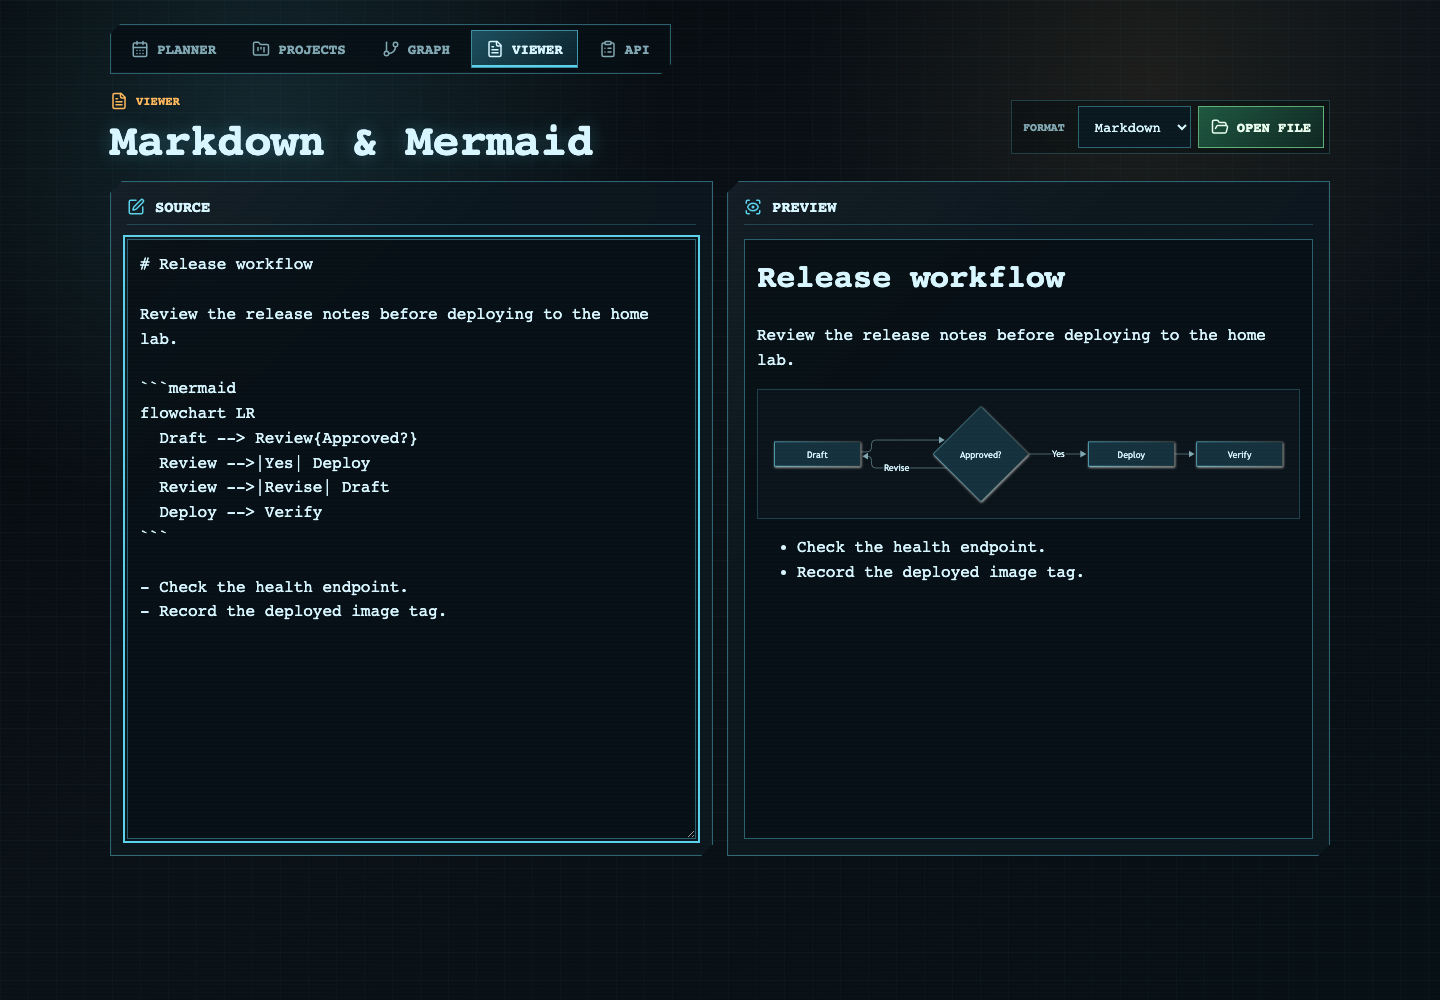 PLANNER PROJECTS GRAPH VIEWER API
VIEWER
Markdown & Mermaid
FORMAT Markdown OPEN FILE
SOURCE
# Release workflow
Review the release notes before deploying to the home
lab.
```mermaid
flowchart LR
  Draft --> Review{Approved?}
  Review -->|Yes| Deploy
  Review -->|Revise| Draft
  Deploy --> Verify
```
- Check the health endpoint.
- Record the deployed image tag.
PREVIEW
Release workflow
Review the release notes before deploying to the home
lab.
Draft Approved? Yes Deploy Verify
Revise
• Check the health endpoint.
• Record the deployed image tag.